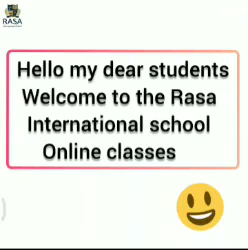 RASA
Hello my dear students
Welcome to the Rasa
International school
Online classes